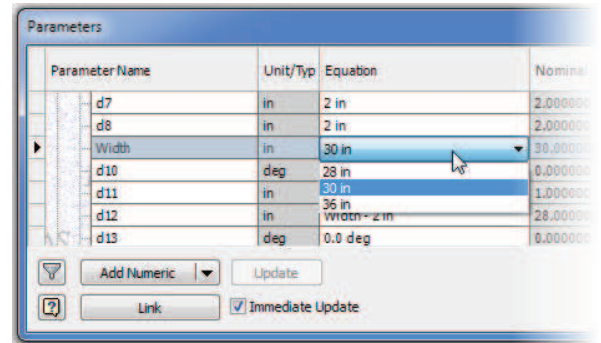 Parameters
Parameter Name Unit/Typ Equation Nomina
d7 in 2 in 2.000000
d8 in 2 in 2.000000
Width in 30 in 30.00000
d10 deg 28 in 0.000000
d11 in 30 in 1.000000
36 in
d12 in Width - 2 in 28.00000
d13 deg 0.0 deg 0.000000
Add Numeric Update
Link Immediate Update